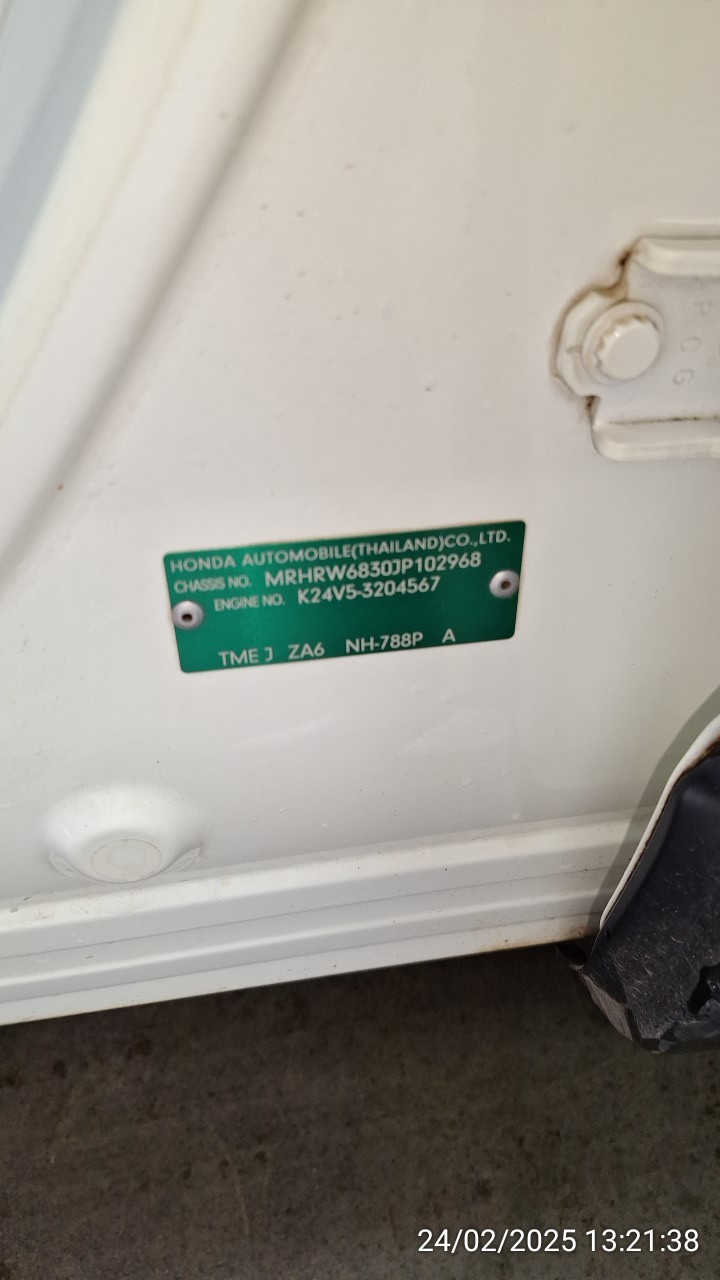 P
C
G
HONDA AUTOMOBILE(THAILAND)CO.,LTD.
CHASSIS NO. MRHRW6830JP102968
ENGINE NO. K24V5-3204567
TME J ZA6 NH-788P A
24/02/2025 13:21:38